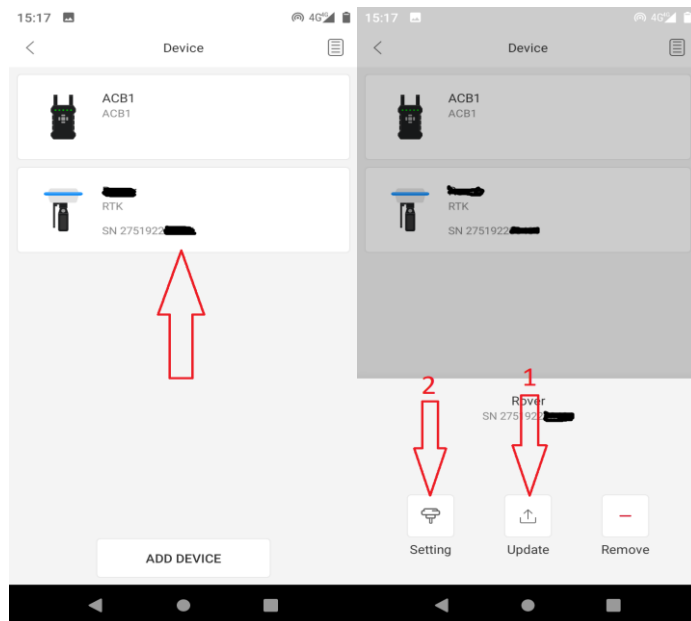 15:17
4G
Device
ACB1
ACB1
RTK
SN 2751922
ADD DEVICE
15:17
4G
Device
ACB1
ACB1
RTK
SN 2751922
2
1
Rover
SN 2751922
Setting
Update
Remove